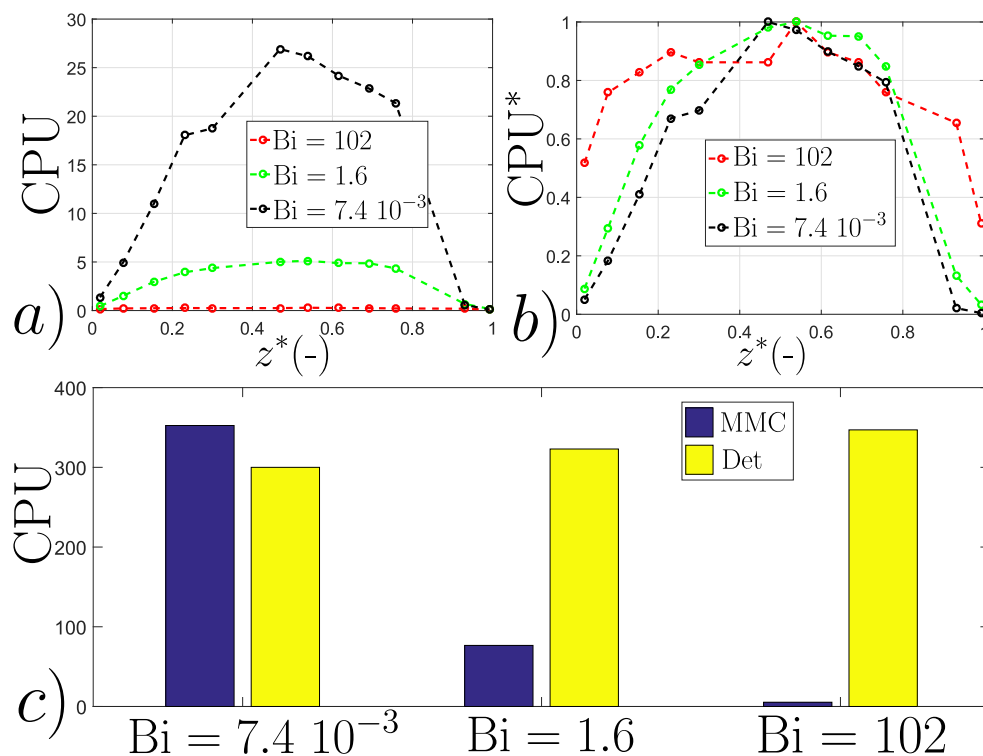 30
25
20
15
10
5
0
CPU
Bi = 102
Bi = 1.6
Bi = 7.4 10⁻³
0 0.2 0.4 0.6 0.8 1
z*(-)
a)
1
0.8
0.6
0.4
0.2
0
CPU*
Bi = 102
Bi = 1.6
Bi = 7.4 10⁻³
0 0.2 0.4 0.6 0.8 1
z*(-)
b)
400
300
200
100
0
CPU
MMC
Det
c)
Bi = 7.4 10⁻³ Bi = 1.6 Bi = 102